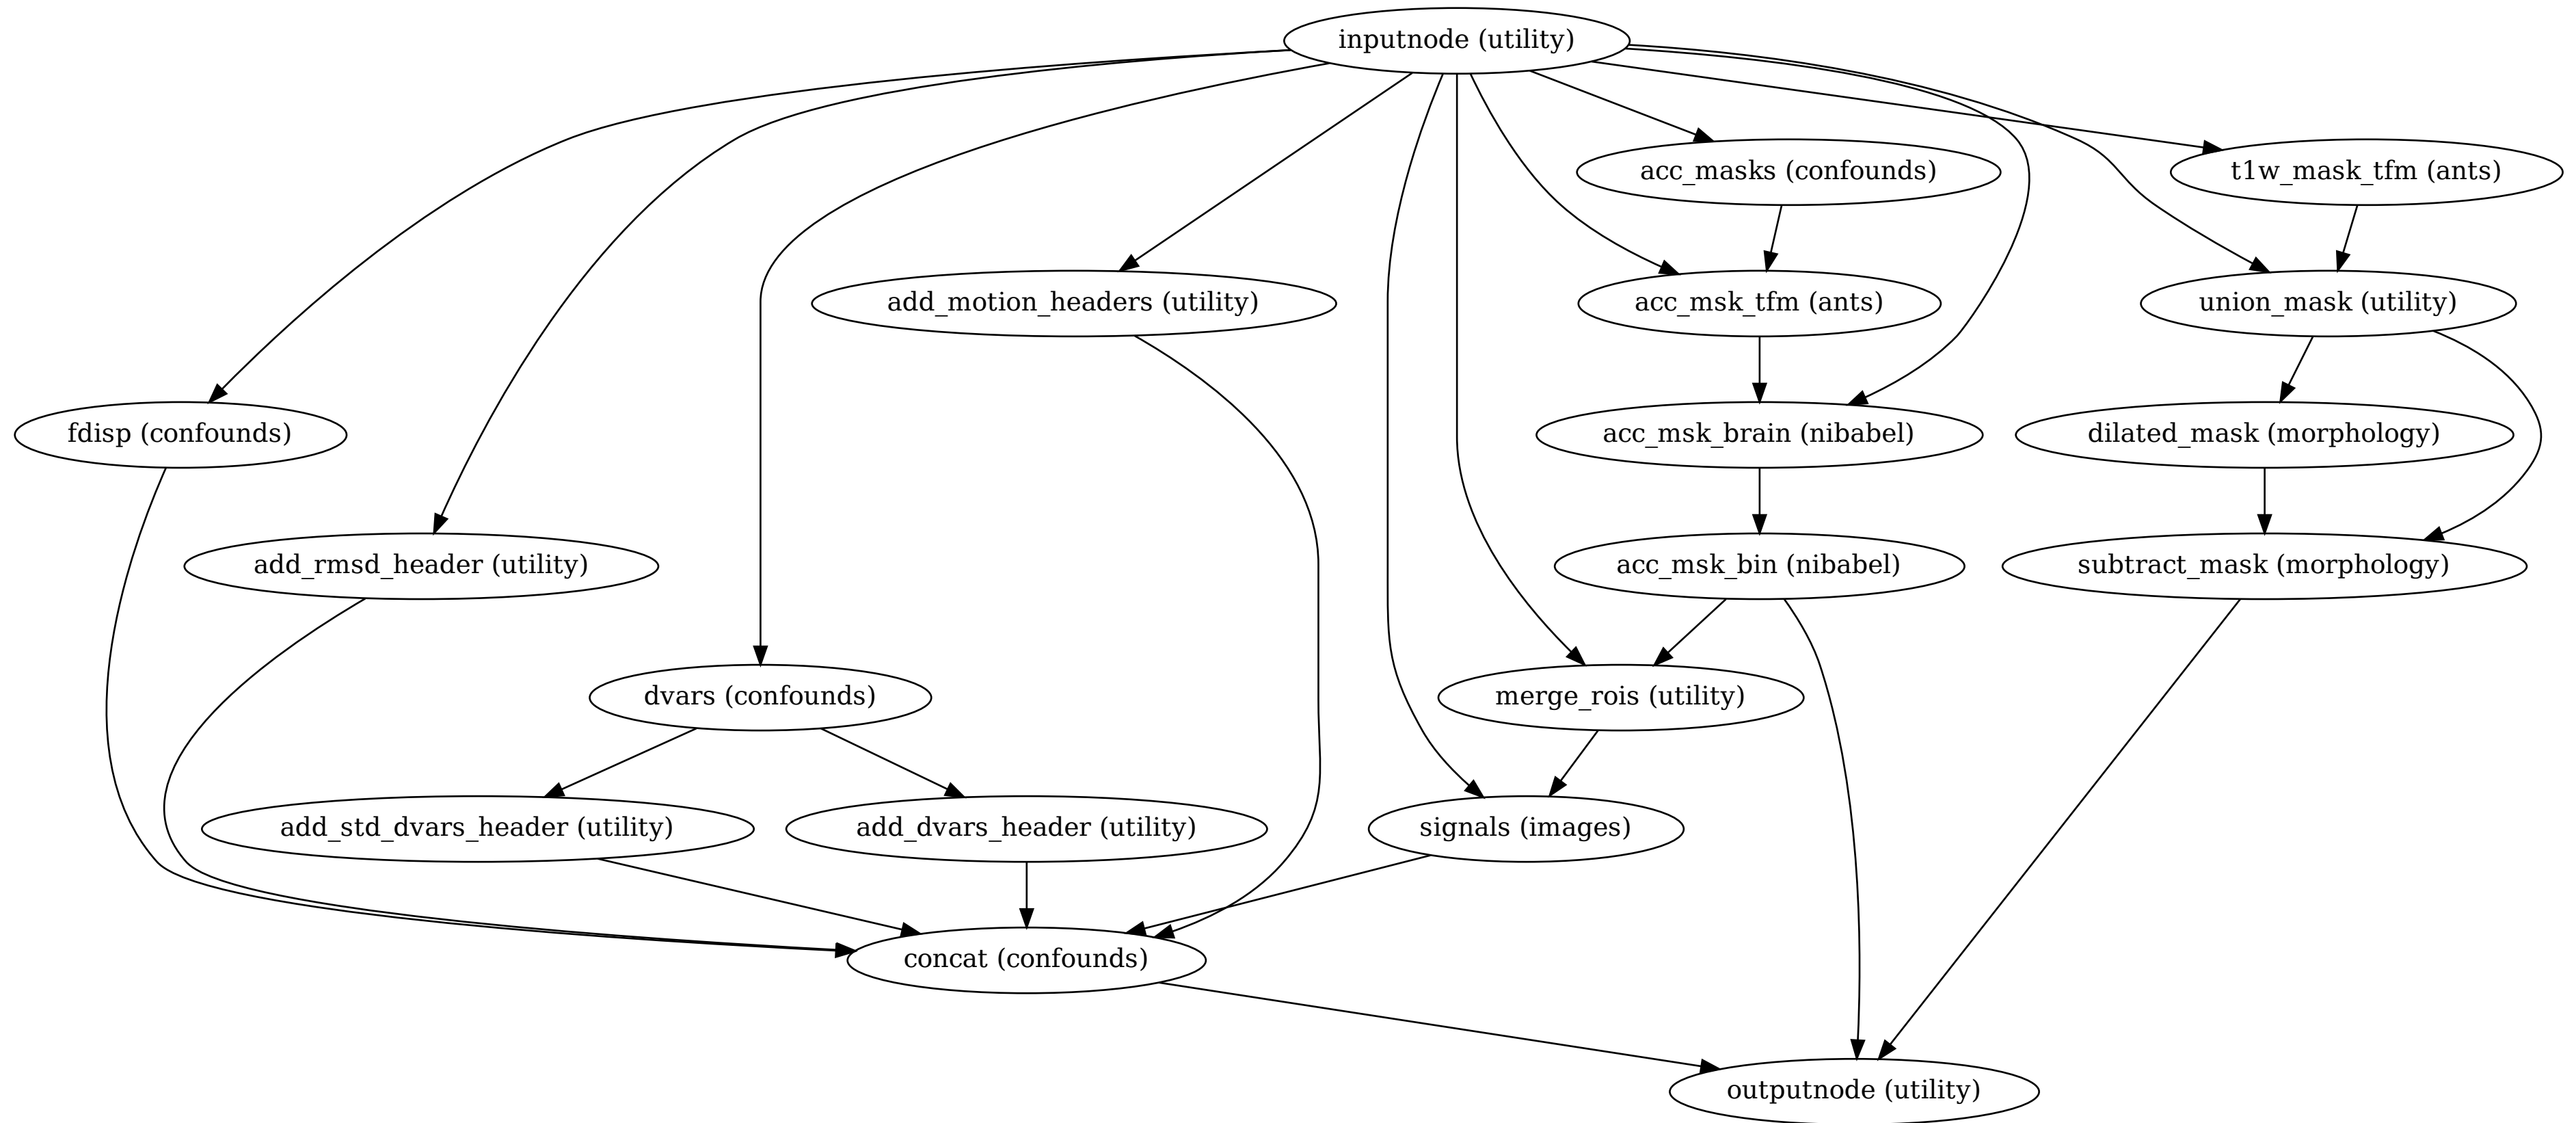 inputnode (utility)
acc_masks (confounds)
t1w_mask_tfm (ants)
add_motion_headers (utility)
acc_msk_tfm (ants)
union_mask (utility)
fdisp (confounds)
acc_msk_brain (nibabel)
dilated_mask (morphology)
add_rmsd_header (utility)
acc_msk_bin (nibabel)
subtract_mask (morphology)
dvars (confounds)
merge_rois (utility)
add_std_dvars_header (utility)
add_dvars_header (utility)
signals (images)
concat (confounds)
outputnode (utility)